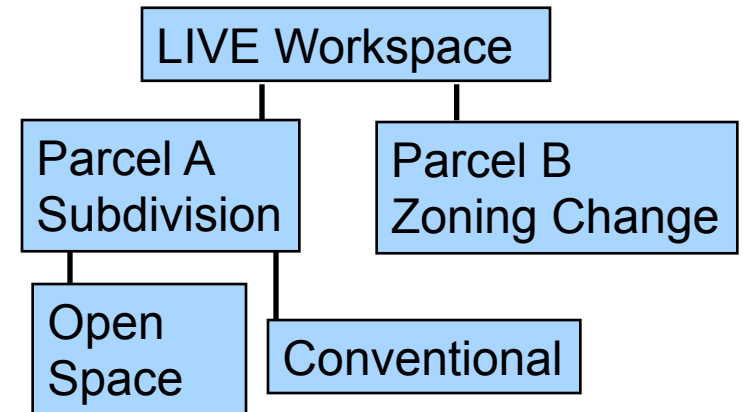 LIVE Workspace
Parcel A
Subdivision
Parcel B
Zoning Change
Open
Space
Conventional